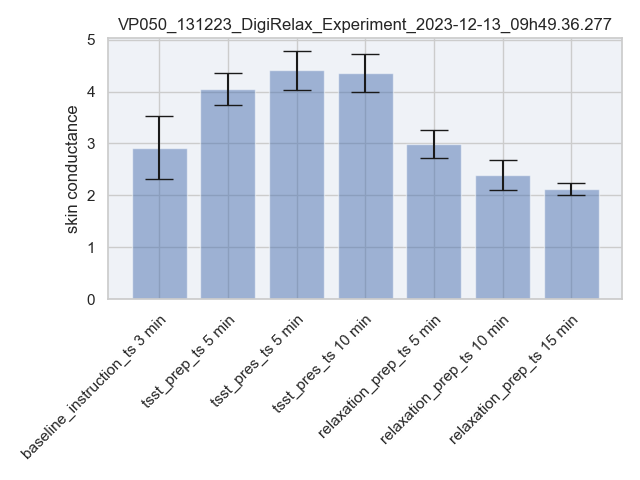 VP050_131223_DigiRelax_Experiment_2023-12-13_09h49.36.277
5
4
3
2
1
0
skin conductance
baseline_instruction_ts 3 min
tsst_prep_ts 5 min
tsst_pres_ts 5 min
tsst_pres_ts 10 min
relaxation_prep_ts 5 min
relaxation_prep_ts 10 min
relaxation_prep_ts 15 min